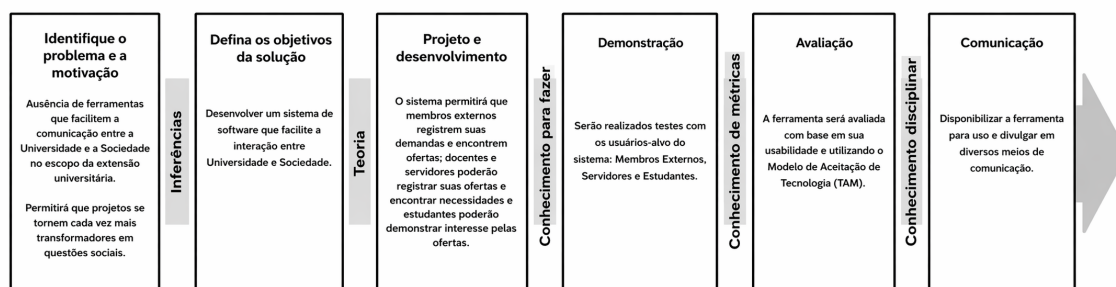 Identifique o
problema e a
motivação
Ausência de ferramentas
que facilitem a
comunicação entre a
Universidade e a Sociedade
no escopo da extensão
universitária.
Permitirá que projetos se
tornem cada vez mais
transformadores em
questões sociais.
Inferências
Defina os objetivos
da solução
Desenvolver um sistema de
software que facilite a
interação entre
Universidade e Sociedade.
Teoria
Projeto e
desenvolvimento
O sistema permitirá que
membros externos
registrem suas
demandas e encontrem
ofertas; docentes e
servidores poderão
registrar suas ofertas e
encontrar necessidades e
estudantes poderão
demonstrar interesse pelas
ofertas.
Conhecimento para fazer
Demonstração
Serão realizados testes com
os usuários-alvo do
sistema: Membros Externos,
Servidores e Estudantes.
Conhecimento de métricas
Avaliação
A ferramenta será avaliada
com base em sua
usabilidade e utilizando o
Modelo de Aceitação de
Tecnologia (TAM).
Conhecimento disciplinar
Comunicação
Disponibilizar a ferramenta
para uso e divulgar em
diversos meios de
comunicação.